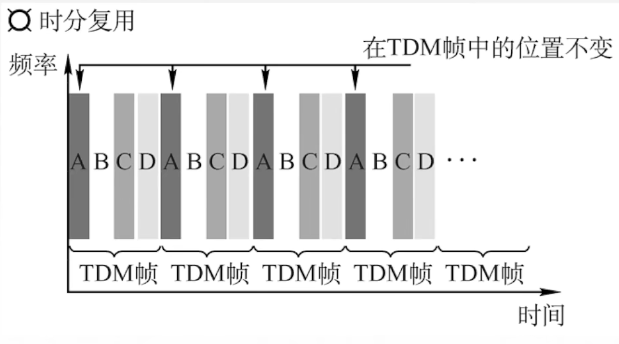 ¤ 时分复用
在TDM帧中的位置不变
频率
A B C D A B C D A B C D A B C D ···
TDM帧 TDM帧 TDM帧 TDM帧 TDM帧
时间